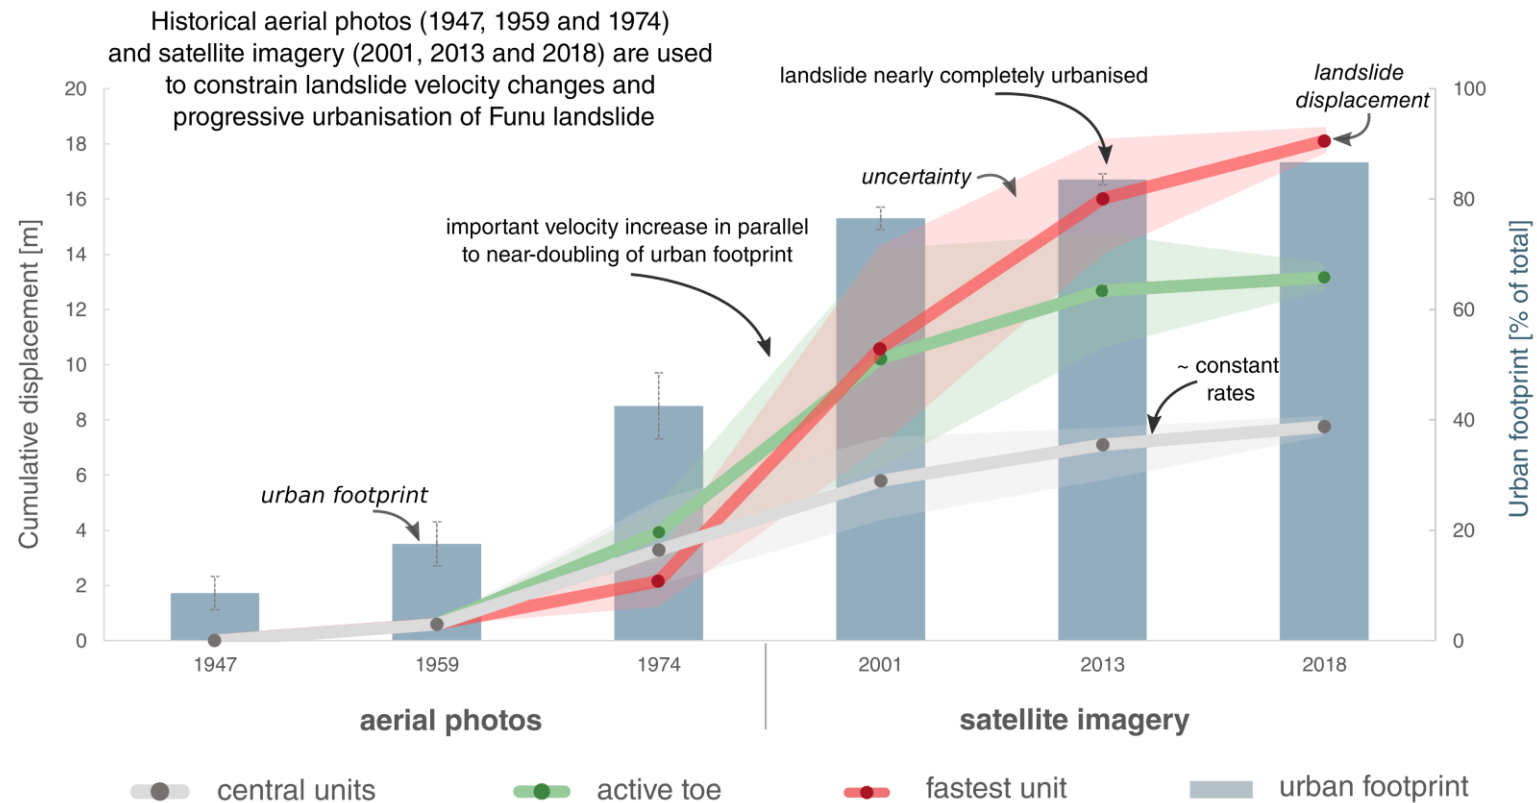 Historical aerial photos (1947, 1959 and 1974)
and satellite imagery (2001, 2013 and 2018) are used
to constrain landslide velocity changes and
progressive urbanisation of Funu landslide
landslide nearly completely urbanised
landslide
displacement
uncertainty
important velocity increase in parallel
to near-doubling of urban footprint
~ constant
rates
urban footprint
Cumulative displacement [m]
20
18
16
14
12
10
8
6
4
2
0
Urban footprint [% of total]
100
80
60
40
20
0
1947 1959 1974 2001 2013 2018
aerial photos satellite imagery
central units active toe fastest unit urban footprint